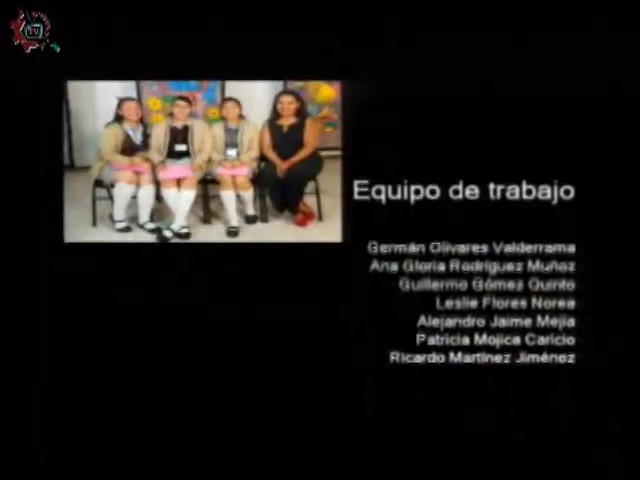 TV
Equipo de trabajo
Germán Olivares Valderrama
Ana Gloria Rodríguez Muñoz
Guillermo Gómez Quinto
Leslie Flores Norea
Alejandro Jaime Mejía
Patricia Mojica Caricio
Ricardo Martínez Jiménez